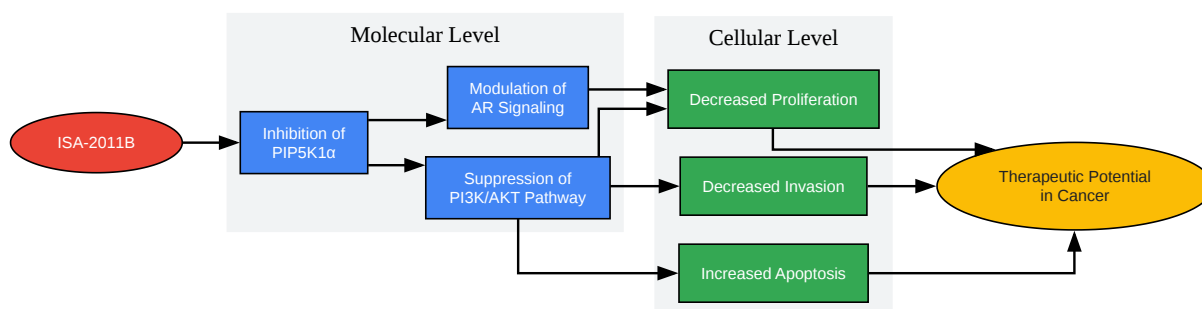 Molecular Level
Cellular Level
ISA-2011B
Inhibition of
PIP5K1α
Modulation of
AR Signaling
Suppression of
PI3K/AKT Pathway
Decreased Proliferation
Decreased Invasion
Increased Apoptosis
Therapeutic Potential
in Cancer